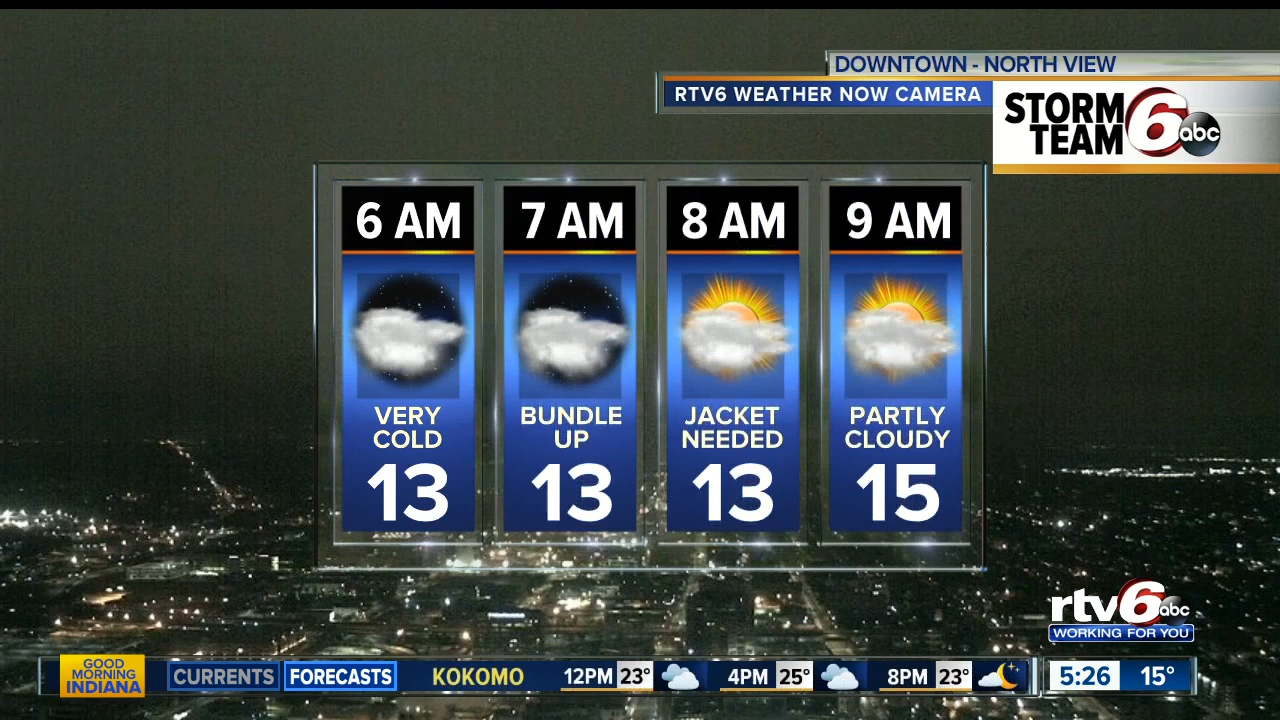 DOWNTOWN - NORTH VIEW
RTV6 WEATHER NOW CAMERA
STORM
TEAM
6
abc
6 AM
7 AM
8 AM
9 AM
VERY
COLD
13
BUNDLE
UP
13
JACKET
NEEDED
13
PARTLY
CLOUDY
15
rtv6 abc
WORKING FOR YOU
GOOD
MORNING
INDIANA
CURRENTS
FORECASTS
KOKOMO
12PM 23°
4PM 25°
8PM 23°
5:26
15°